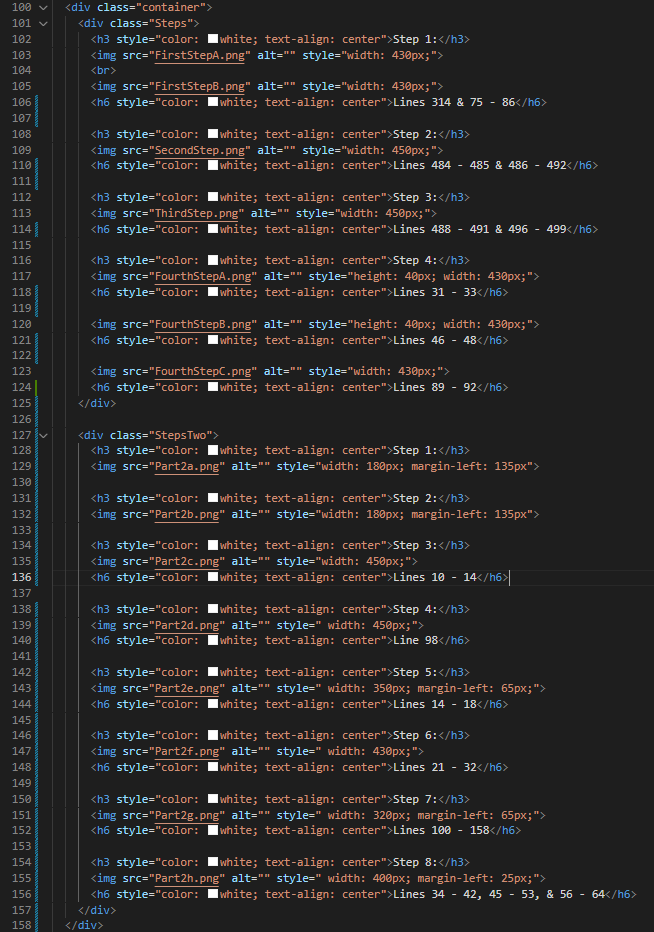 100 <div class="container">
101 <div class="Steps">
102 <h3 style="color: white; text-align: center">Step 1:</h3>
103 <img src="FirstStepA.png" alt="" style="width: 430px;">
104 <br>
105 <img src="FirstStepB.png" alt="" style="width: 430px;">
106 <h6 style="color: white; text-align: center">Lines 314 & 75 - 86</h6>
107
108 <h3 style="color: white; text-align: center">Step 2:</h3>
109 <img src="SecondStep.png" alt="" style="width: 450px;">
110 <h6 style="color: white; text-align: center">Lines 484 - 485 & 486 - 492</h6>
111
112 <h3 style="color: white; text-align: center">Step 3:</h3>
113 <img src="ThirdStep.png" alt="" style="width: 450px;">
114 <h6 style="color: white; text-align: center">Lines 488 - 491 & 496 - 499</h6>
115
116 <h3 style="color: white; text-align: center">Step 4:</h3>
117 <img src="FourthStepA.png" alt="" style="height: 40px; width: 430px;">
118 <h6 style="color: white; text-align: center">Lines 31 - 33</h6>
119
120 <img src="FourthStepB.png" alt="" style="height: 40px; width: 430px;">
121 <h6 style="color: white; text-align: center">Lines 46 - 48</h6>
122
123 <img src="FourthStepC.png" alt="" style="width: 430px;">
124 <h6 style="color: white; text-align: center">Lines 89 - 92</h6>
125 </div>
126
127 <div class="StepsTwo">
128 <h3 style="color: white; text-align: center">Step 1:</h3>
129 <img src="Part2a.png" alt="" style="width: 180px; margin-left: 135px">
130
131 <h3 style="color: white; text-align: center">Step 2:</h3>
132 <img src="Part2b.png" alt="" style="width: 180px; margin-left: 135px">
133
134 <h3 style="color: white; text-align: center">Step 3:</h3>
135 <img src="Part2c.png" alt="" style="width: 450px;">
136 <h6 style="color: white; text-align: center">Lines 10 - 14</h6>
137
138 <h3 style="color: white; text-align: center">Step 4:</h3>
139 <img src="Part2d.png" alt="" style=" width: 450px;">
140 <h6 style="color: white; text-align: center">Line 98</h6>
141
142 <h3 style="color: white; text-align: center">Step 5:</h3>
143 <img src="Part2e.png" alt="" style=" width: 350px; margin-left: 65px;">
144 <h6 style="color: white; text-align: center">Lines 14 - 18</h6>
145
146 <h3 style="color: white; text-align: center">Step 6:</h3>
147 <img src="Part2f.png" alt="" style=" width: 430px;">
148 <h6 style="color: white; text-align: center">Lines 21 - 32</h6>
149
150 <h3 style="color: white; text-align: center">Step 7:</h3>
151 <img src="Part2g.png" alt="" style=" width: 320px; margin-left: 65px;">
152 <h6 style="color: white; text-align: center">Lines 100 - 158</h6>
153
154 <h3 style="color: white; text-align: center">Step 8:</h3>
155 <img src="Part2h.png" alt="" style=" width: 400px; margin-left: 25px;">
156 <h6 style="color: white; text-align: center">Lines 34 - 42, 45 - 53, & 56 - 64</h6>
157 </div>
158 </div>